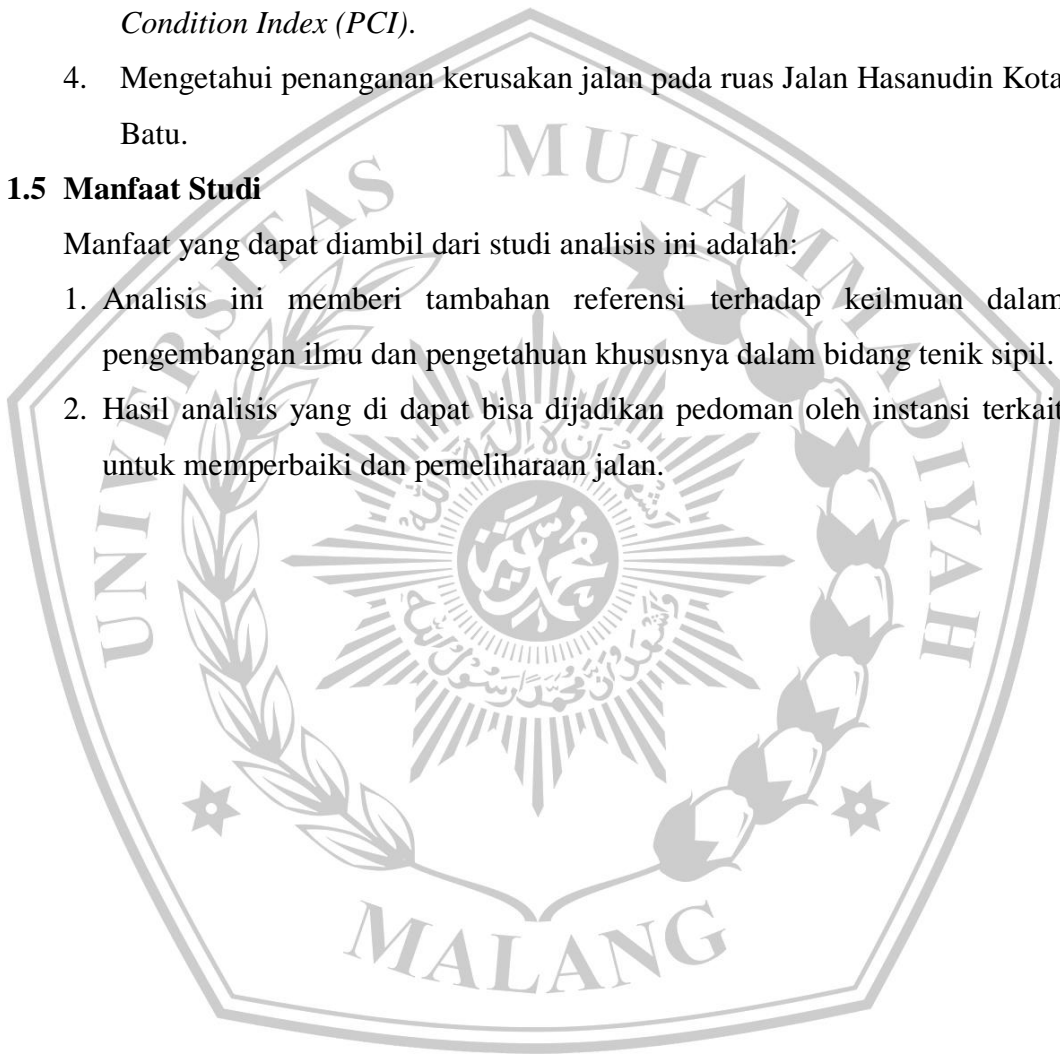 Condition Index (PCI).
4. Mengetahui penanganan kerusakan jalan pada ruas Jalan Hasanudin Kota
Batu.
1.5 Manfaat Studi
Manfaat yang dapat diambil dari studi analisis ini adalah:
1. Analisis ini memberi tambahan referensi terhadap keilmuan dalam
pengembangan ilmu dan pengetahuan khususnya dalam bidang tenik sipil.
2. Hasil analisis yang di dapat bisa dijadikan pedoman oleh instansi terkait
untuk memperbaiki dan pemeliharaan jalan.
UNIVERSITAS MUHAMMADIYAH
MALANG